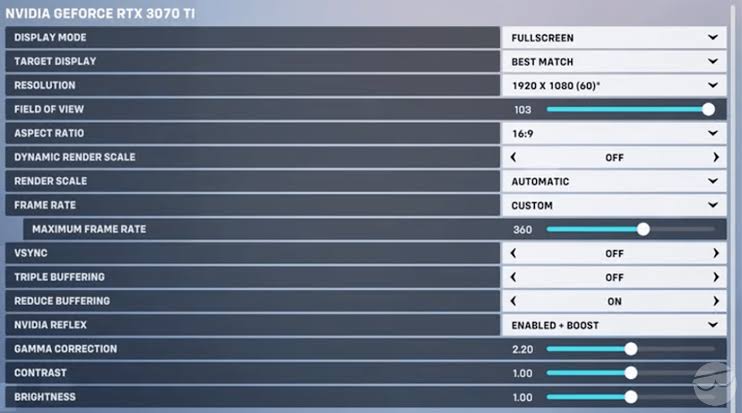 NVIDIA GEFORCE RTX 3070 TI
DISPLAY MODE FULLSCREEN
TARGET DISPLAY BEST MATCH
RESOLUTION 1920 X 1080 (60)*
FIELD OF VIEW 103
ASPECT RATIO 16:9
DYNAMIC RENDER SCALE OFF
RENDER SCALE AUTOMATIC
FRAME RATE CUSTOM
MAXIMUM FRAME RATE 360
VSYNC OFF
TRIPLE BUFFERING OFF
REDUCE BUFFERING ON
NVIDIA REFLEX ENABLED + BOOST
GAMMA CORRECTION 2.20
CONTRAST 1.00
BRIGHTNESS 1.00